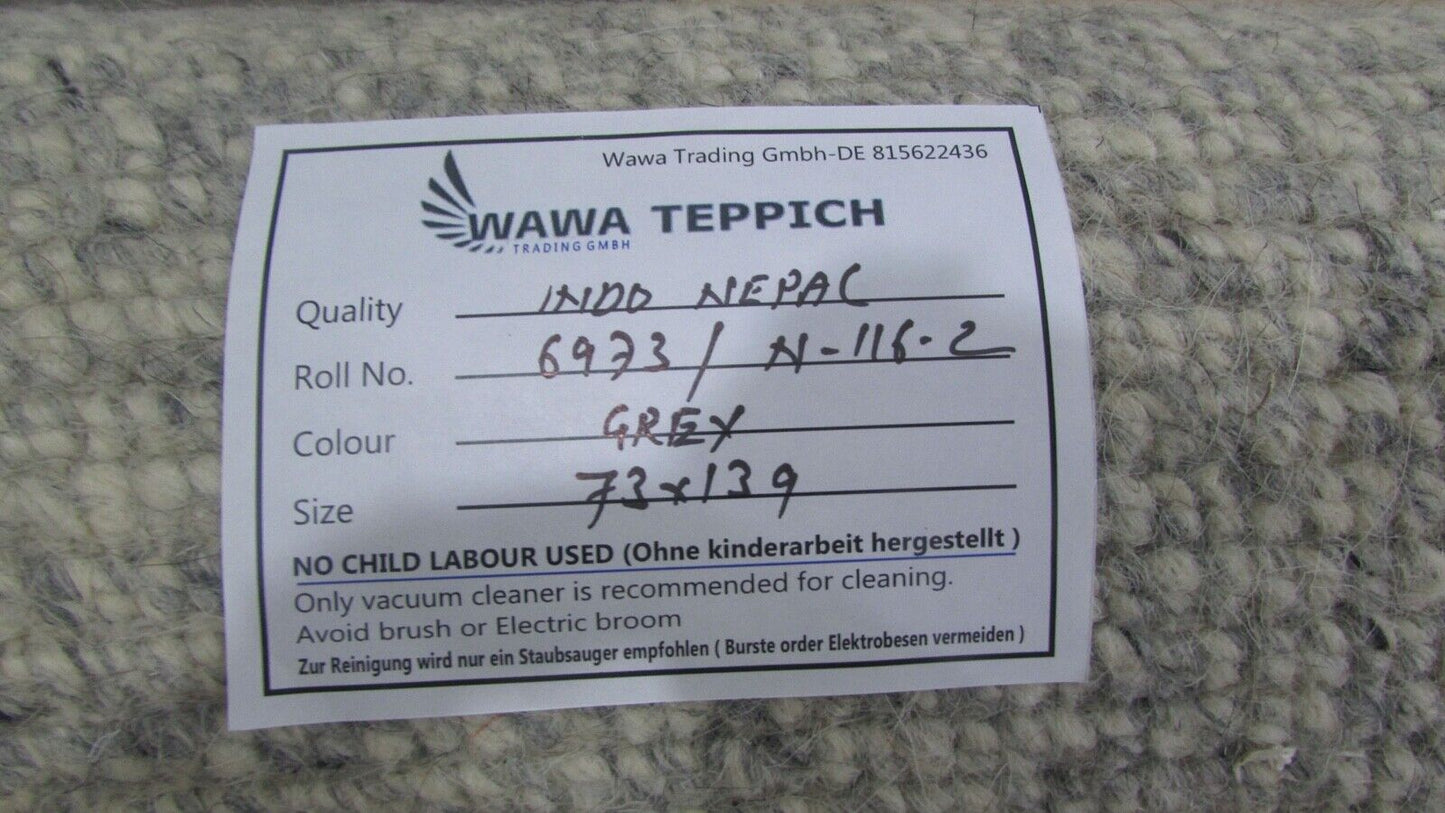 Wawa Trading Gmbh-DE 815622436
WAWA TEPPICH
TRADING GMBH
Quality INDO NEPAL
Roll No. 6973 / N-116-2
Colour GREY
Size 73x139
NO CHILD LABOUR USED (Ohne kinderarbeit hergestellt )
Only vacuum cleaner is recommended for cleaning.
Avoid brush or Electric broom
Zur Reinigung wird nur ein Staubsauger empfohlen ( Burste order Elektrobesen vermeiden )